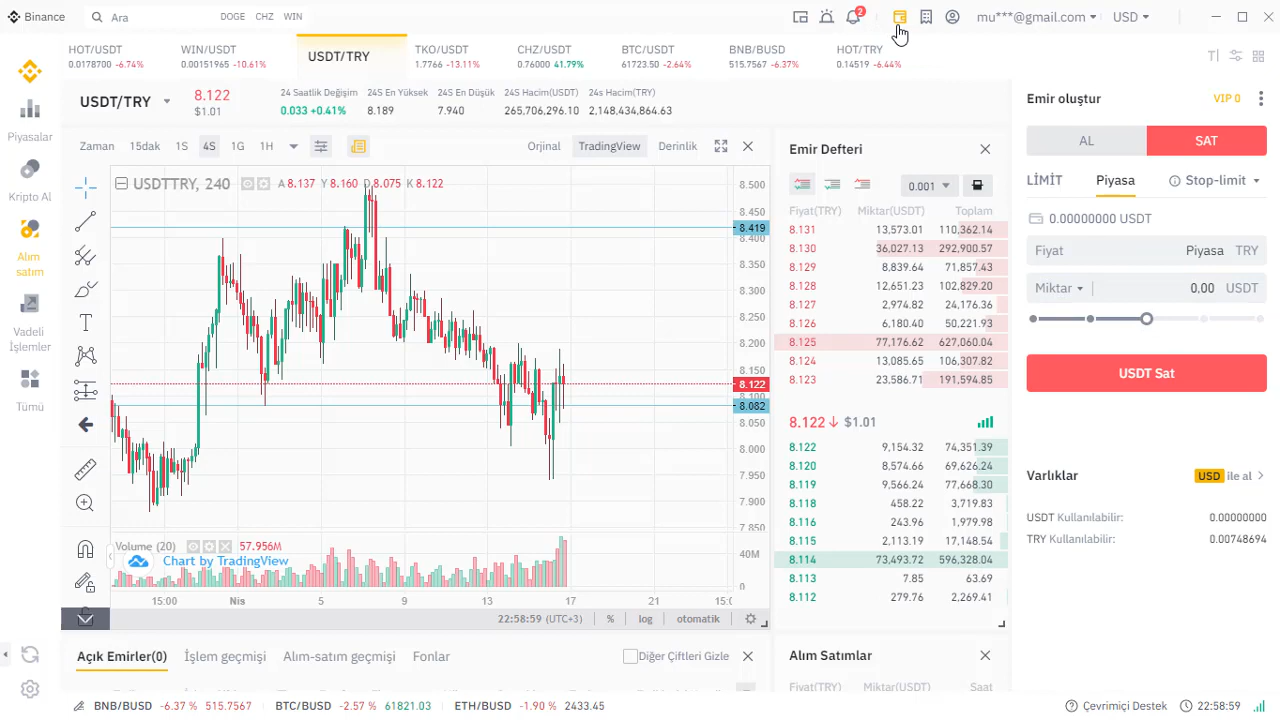 Binance Ara DOGE CHZ WIN 2 mu***@gmail.com USD
HOT/USDT WIN/USDT USDT/TRY TKO/USDT CHZ/USDT BTC/USDT BNB/BUSD HOT/TRY
0.0178700 -6.74% 0.00151965 -10.61% 1.7766 -13.11% 0.76000 41.79% 61723.50 -2.64% 515.7567 -6.37% 0.14519 -6.44%
USDT/TRY 8.122 24 Saatlik Değişim 24S En Yüksek 24S En Düşük 24S Hacim(USDT) 24s Hacim(TRY)
$1.01 0.033 +0.41% 8.189 7.940 265,706,296.10 2,148,434,864.63
Piyasalar
Kripto Al
Alım
satım
Vadeli
İşlemler
Tümü
Zaman 15dak 1S 4S 1G 1H Orjinal TradingView Derinlik
USDTTRY, 240 A 8.137 Y 8.160 D 8.075 K 8.122
8.500
8.450
8.419
8.400
8.350
8.300
8.250
8.200
8.150
8.122
8.100
8.082
8.050
8.000
7.950
7.900
7.850
Volume (20) 57.956M
40M
Chart by TradingView
0
15:00 Nis 5 9 13 17 21 15:0
22:58:59 (UTC+3) % log otomatik
Emir Defteri
0.001
Fiyat(TRY) Miktar(USDT) Toplam
8.131 13,573.01 110,362.14
8.130 36,027.13 292,900.57
8.129 8,839.64 71,857.43
8.128 12,651.23 102,829.20
8.127 2,974.82 24,176.36
8.126 6,180.40 50,221.93
8.125 77,176.62 627,060.04
8.124 13,085.65 106,307.82
8.123 23,586.71 191,594.85
8.122 $1.01
8.122 9,154.32 74,351.39
8.120 8,574.66 69,626.24
8.119 9,566.24 77,668.30
8.118 458.22 3,719.83
8.116 243.96 1,979.98
8.115 2,113.19 17,148.54
8.114 73,493.72 596,328.04
8.113 7.85 63.69
8.112 279.76 2,269.41
Emir oluştur VIP 0
AL SAT
LİMİT Piyasa Stop-limit
0.00000000 USDT
Fiyat Piyasa TRY
Miktar 0,00 USDT
USDT Sat
Varlıklar USD ile al
USDT Kullanılabilir: 0.00000000
TRY Kullanılabilir: 0.00748694
Açık Emirler(0) İşlem geçmişi Alım-satım geçmişi Fonlar Diğer Çiftleri Gizle
Alım Satımlar
Fiyat(TRY) Miktar(USDT) Saat
BNB/BUSD -6.37 % 515.7567 BTC/BUSD -2.57 % 61821.03 ETH/BUSD -1.90 % 2433.45 Çevrimiçi Destek 22:58:59